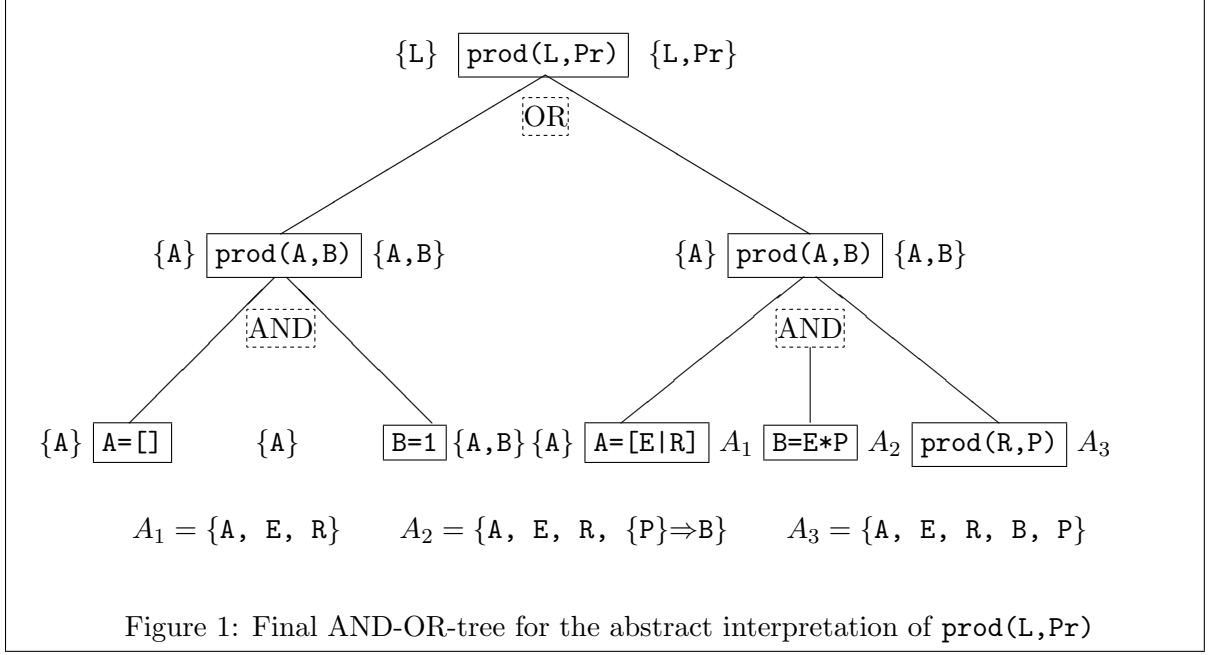 {L} prod(L,Pr) {L,Pr}
OR
{A} prod(A,B) {A,B} {A} prod(A,B) {A,B}
AND AND
{A} A=[] {A} B=1 {A,B} {A} A=[E|R] A₁ B=E*P A₂ prod(R,P) A₃
A₁ = {A, E, R} A₂ = {A, E, R, {P}⇒B} A₃ = {A, E, R, B, P}
Figure 1: Final AND-OR-tree for the abstract interpretation of prod(L,Pr)